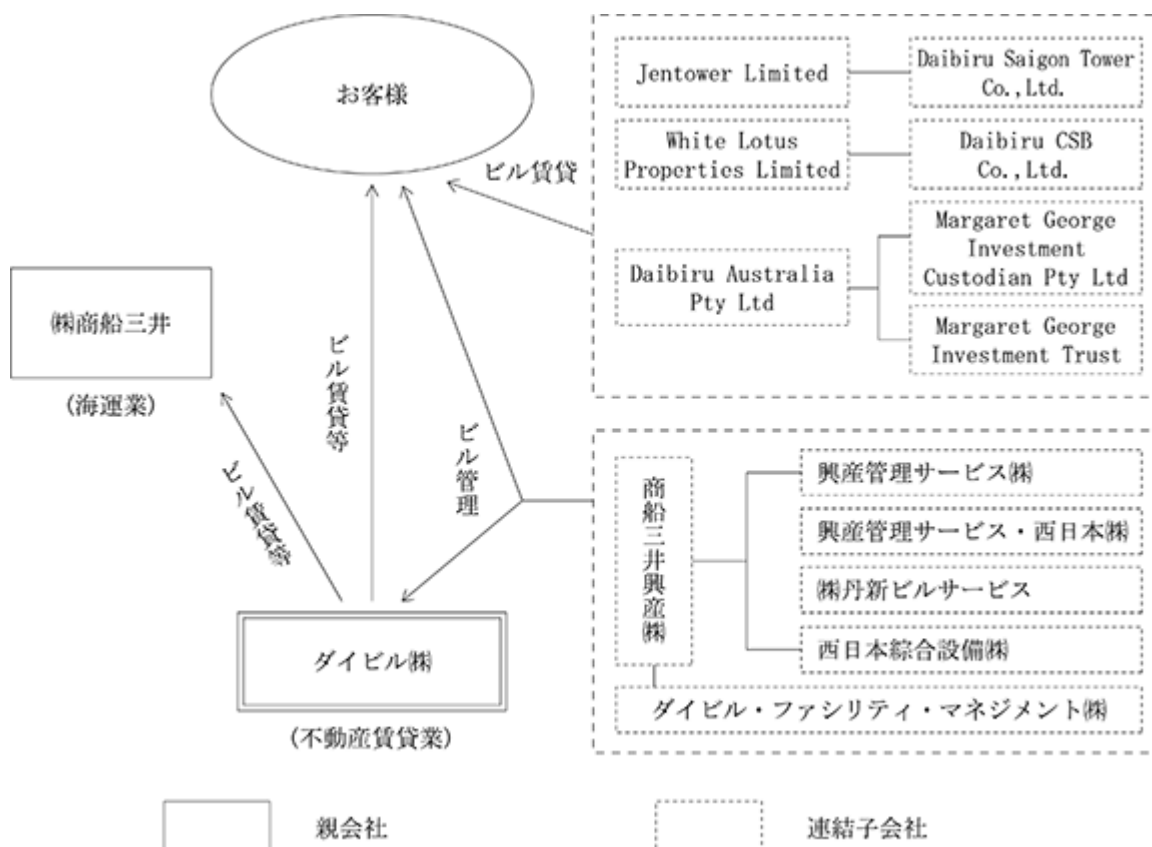 お客様
ビル賃貸
Jentower Limited
Daibiru Saigon Tower
Co.,Ltd.
White Lotus
Properties Limited
Daibiru CSB
Co.,Ltd.
Daibiru Australia
Pty Ltd
Margaret George
Investment
Custodian Pty Ltd
Margaret George
Investment Trust
㈱商船三井
(海運業)
ビル賃貸等
ビル賃貸等
ビル管理
商船三井興産㈱
興産管理サービス㈱
興産管理サービス・西日本㈱
㈱丹新ビルサービス
西日本綜合設備㈱
ダイビル・ファシリティ・マネジメント㈱
ダイビル㈱
(不動産賃貸業)
親会社
連結子会社